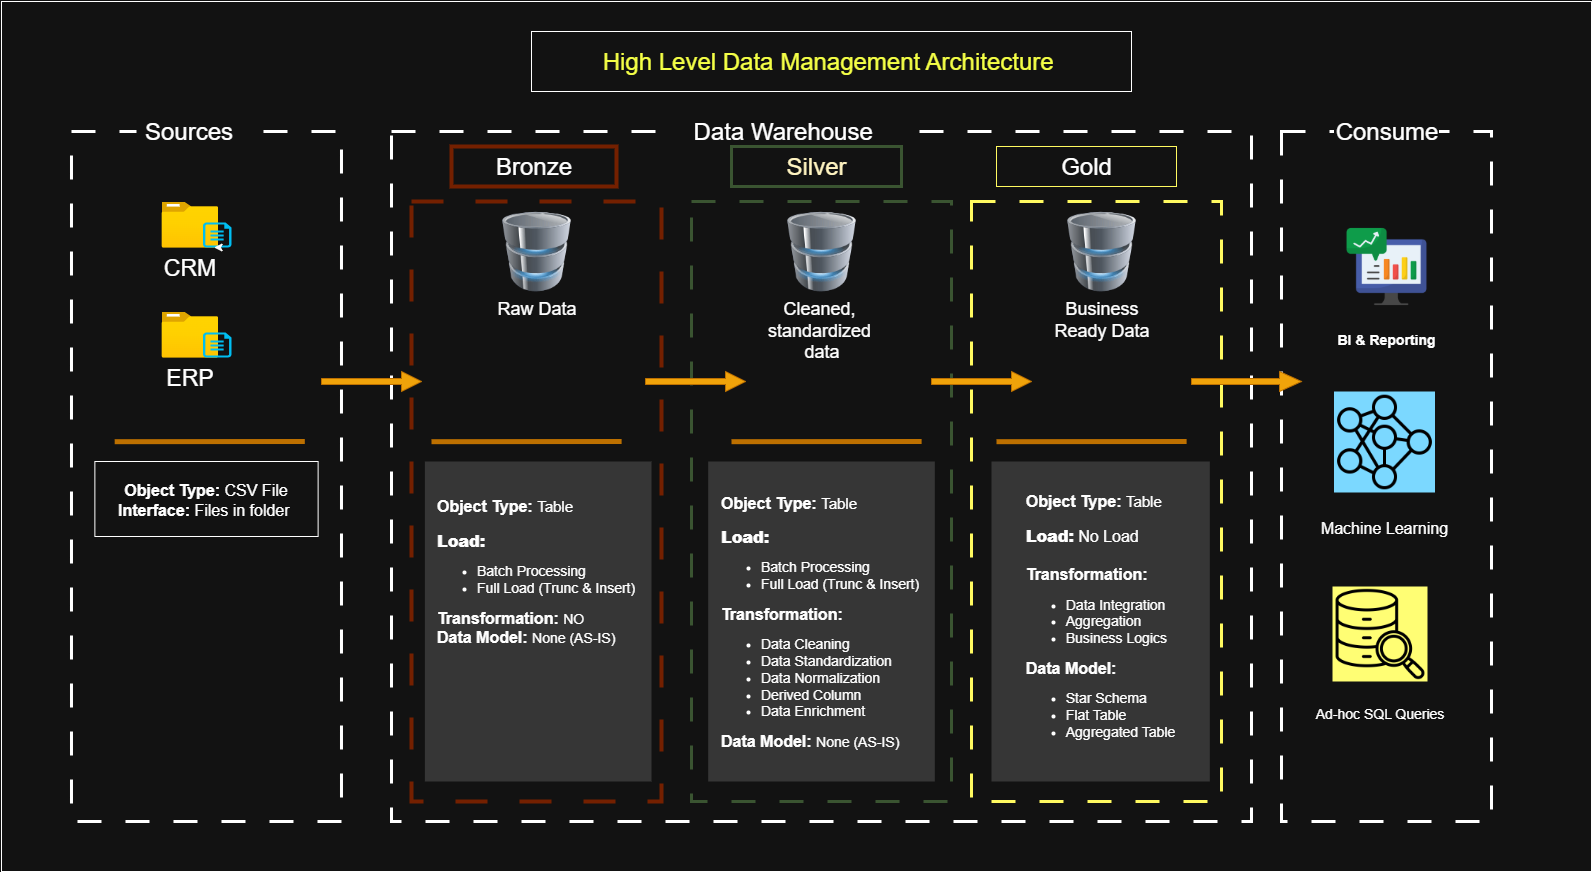 High Level Data Management Architecture
Sources
CRM
ERP
Object Type: CSV File
Interface: Files in folder
Data Warehouse
Bronze
Raw Data
Object Type: Table
Load:
Batch Processing
Full Load (Trunc & Insert)
Transformation: NO
Data Model: None (AS-IS)
Silver
Cleaned,
standardized
data
Object Type: Table
Load:
Batch Processing
Full Load (Trunc & Insert)
Transformation:
Data Cleaning
Data Standardization
Data Normalization
Derived Column
Data Enrichment
Data Model: None (AS-IS)
Gold
Business
Ready Data
Object Type: Table
Load: No Load
Transformation:
Data Integration
Aggregation
Business Logics
Data Model:
Star Schema
Flat Table
Aggregated Table
Consume
BI & Reporting
Machine Learning
Ad-hoc SQL Queries